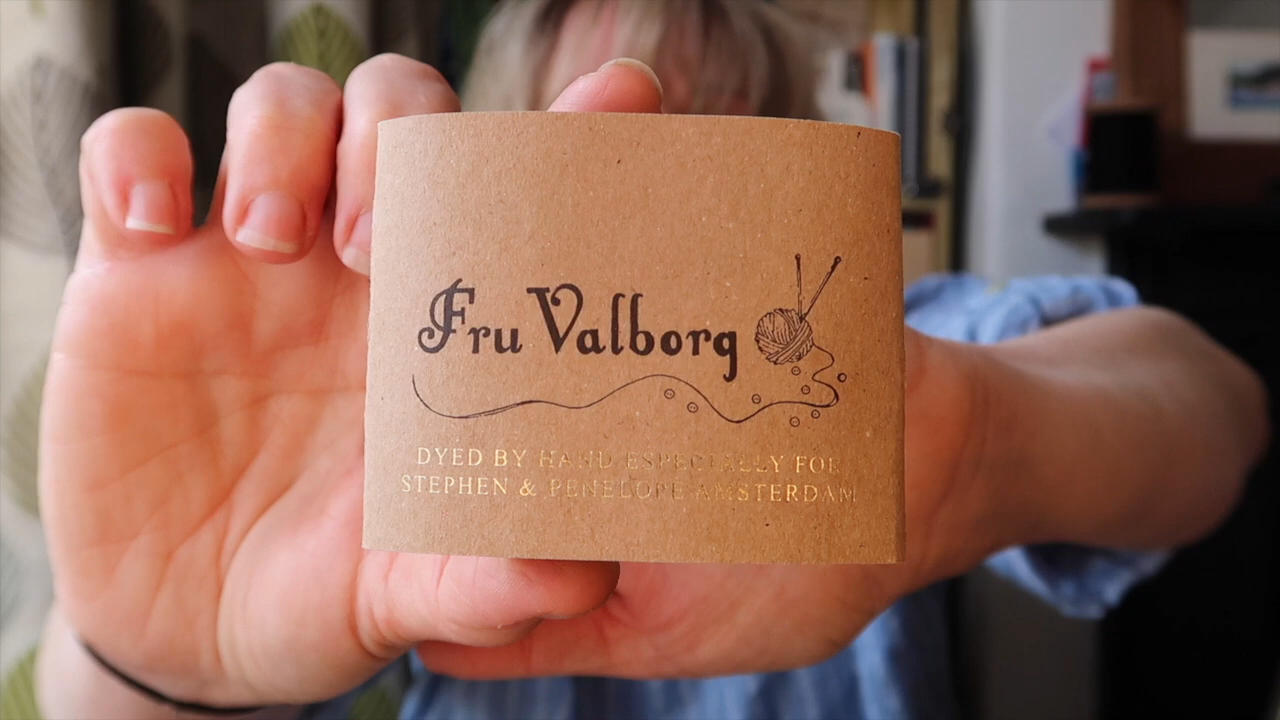 Fru Valborg
DYED BY HAND ESPECIALLY FOR
STEPHEN & PENELOPE AMSTERDAM